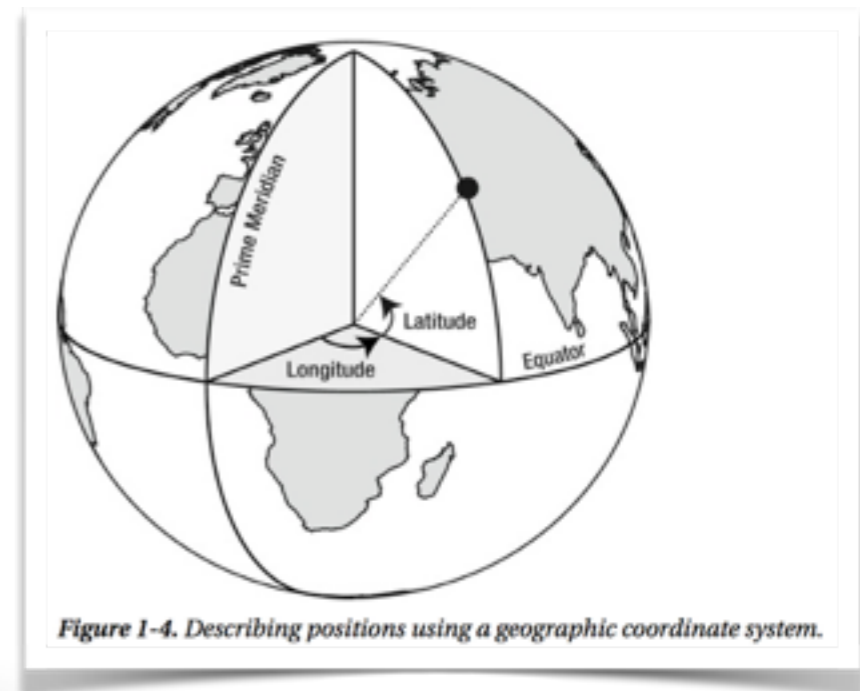 Prime Meridian
Latitude
Longitude
Equator
Figure 1-4. Describing positions using a geographic coordinate system.